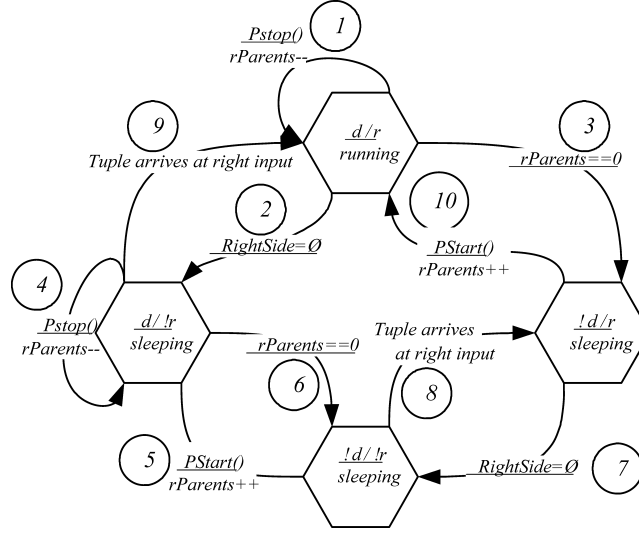 1
Pstop()
rParents--
9
3
d/r
running
Tuple arrives at right input
rParents==0
10
2
PStart()
rParents++
RightSide=Ø
4
Pstop()
rParents--
d/ !r
sleeping
!d/r
sleeping
Tuple arrives
at right input
rParents==0
6
8
5
PStart()
rParents++
!d/ !r
sleeping
RightSide=Ø
7